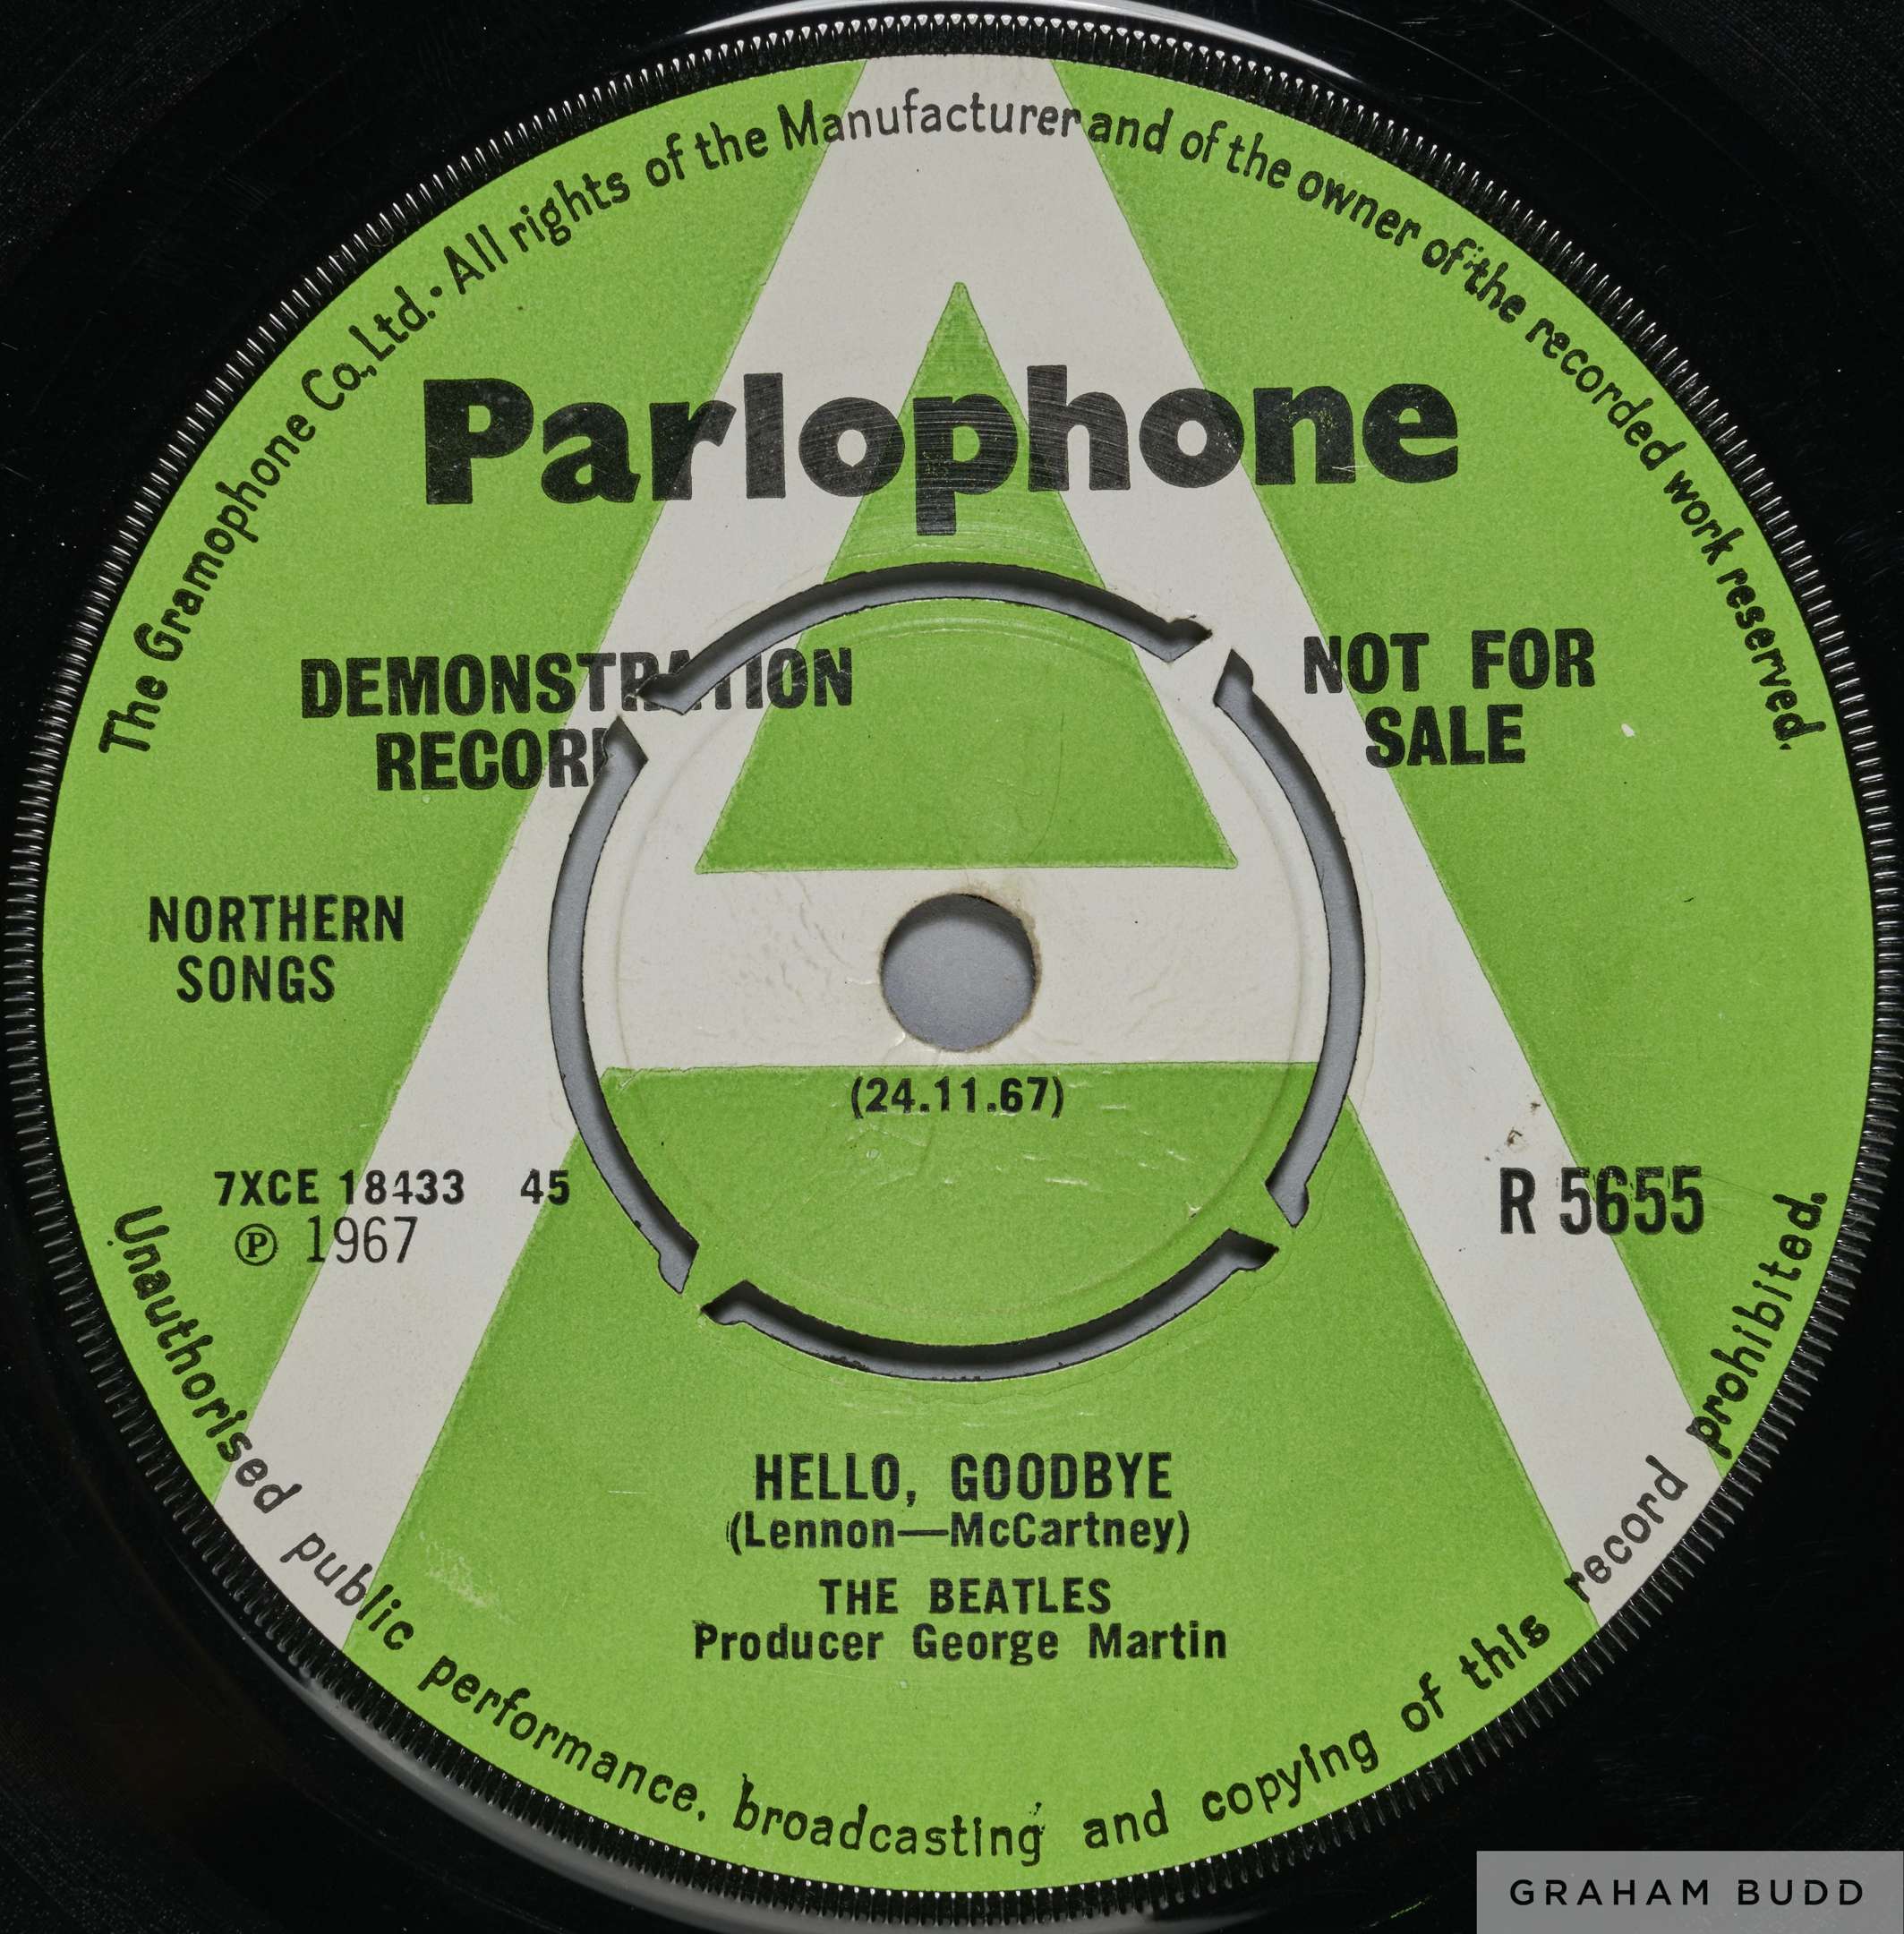 The Gramophone Co., Ltd. · All rights of the Manufacturer and of the owner of the recorded work reserved.
Parlophone
DEMONSTRATION
RECORD
NOT FOR
SALE
NORTHERN
SONGS
(24.11.67)
7XCE 18433 45
℗ 1967
R 5655
HELLO, GOODBYE
(Lennon—McCartney)
THE BEATLES
Producer George Martin
Unauthorised public performance, broadcasting and copying of this record prohibited.
GRAHAM BUDD